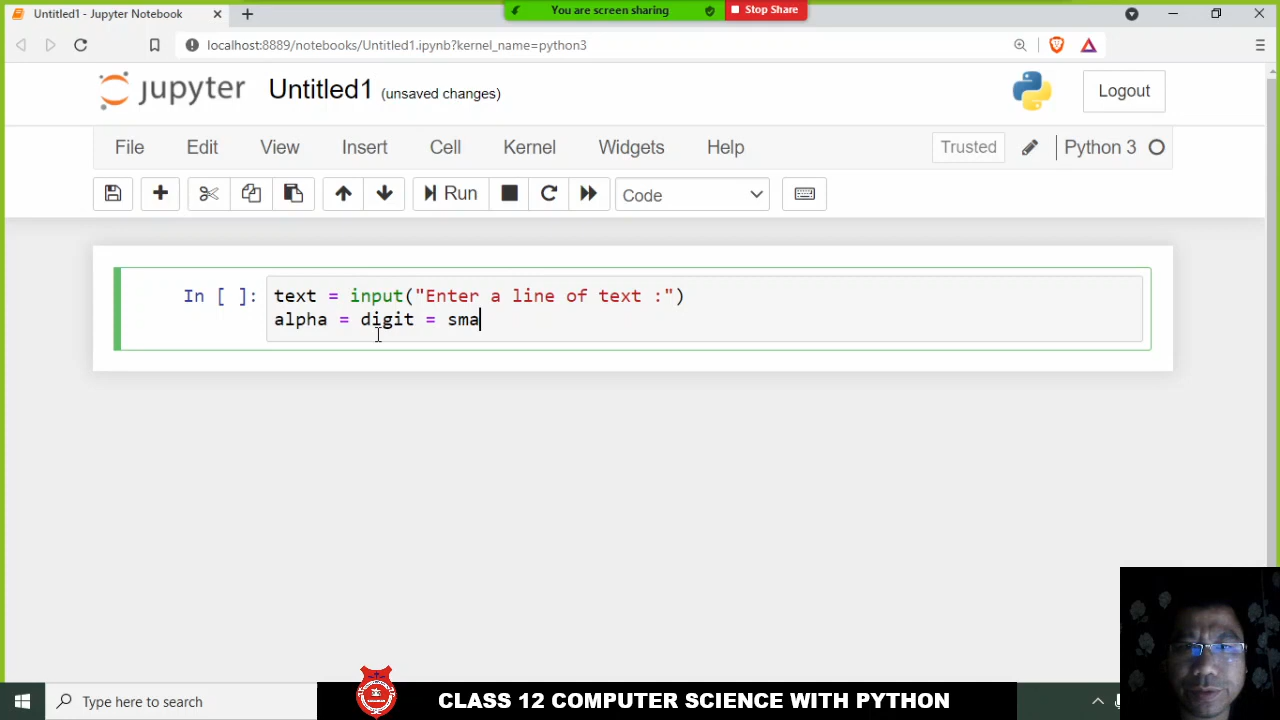 Untitled1 - Jupyter Notebook
You are screen sharing
Stop Share
localhost:8889/notebooks/Untitled1.ipynb?kernel_name=python3
jupyter Untitled1 (unsaved changes)
Logout
File Edit View Insert Cell Kernel Widgets Help
Trusted Python 3
Run Code
In [ ]: text = input("Enter a line of text :")
alpha = digit = sma
Type here to search
CLASS 12 COMPUTER SCIENCE WITH PYTHON